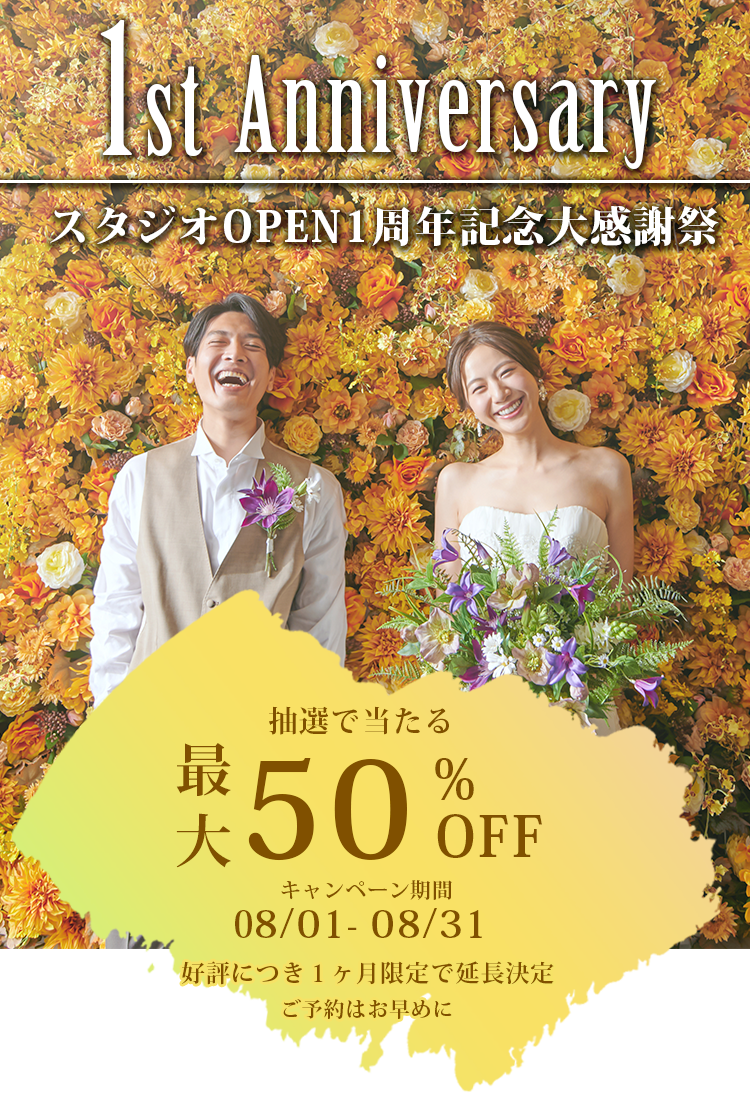 1st Anniversary
スタジオOPEN1周年記念大感謝祭
抽選で当たる
最大50%OFF
キャンペーン期間
08/01- 08/31
好評につき1ヶ月限定で延長決定
ご予約はお早めに